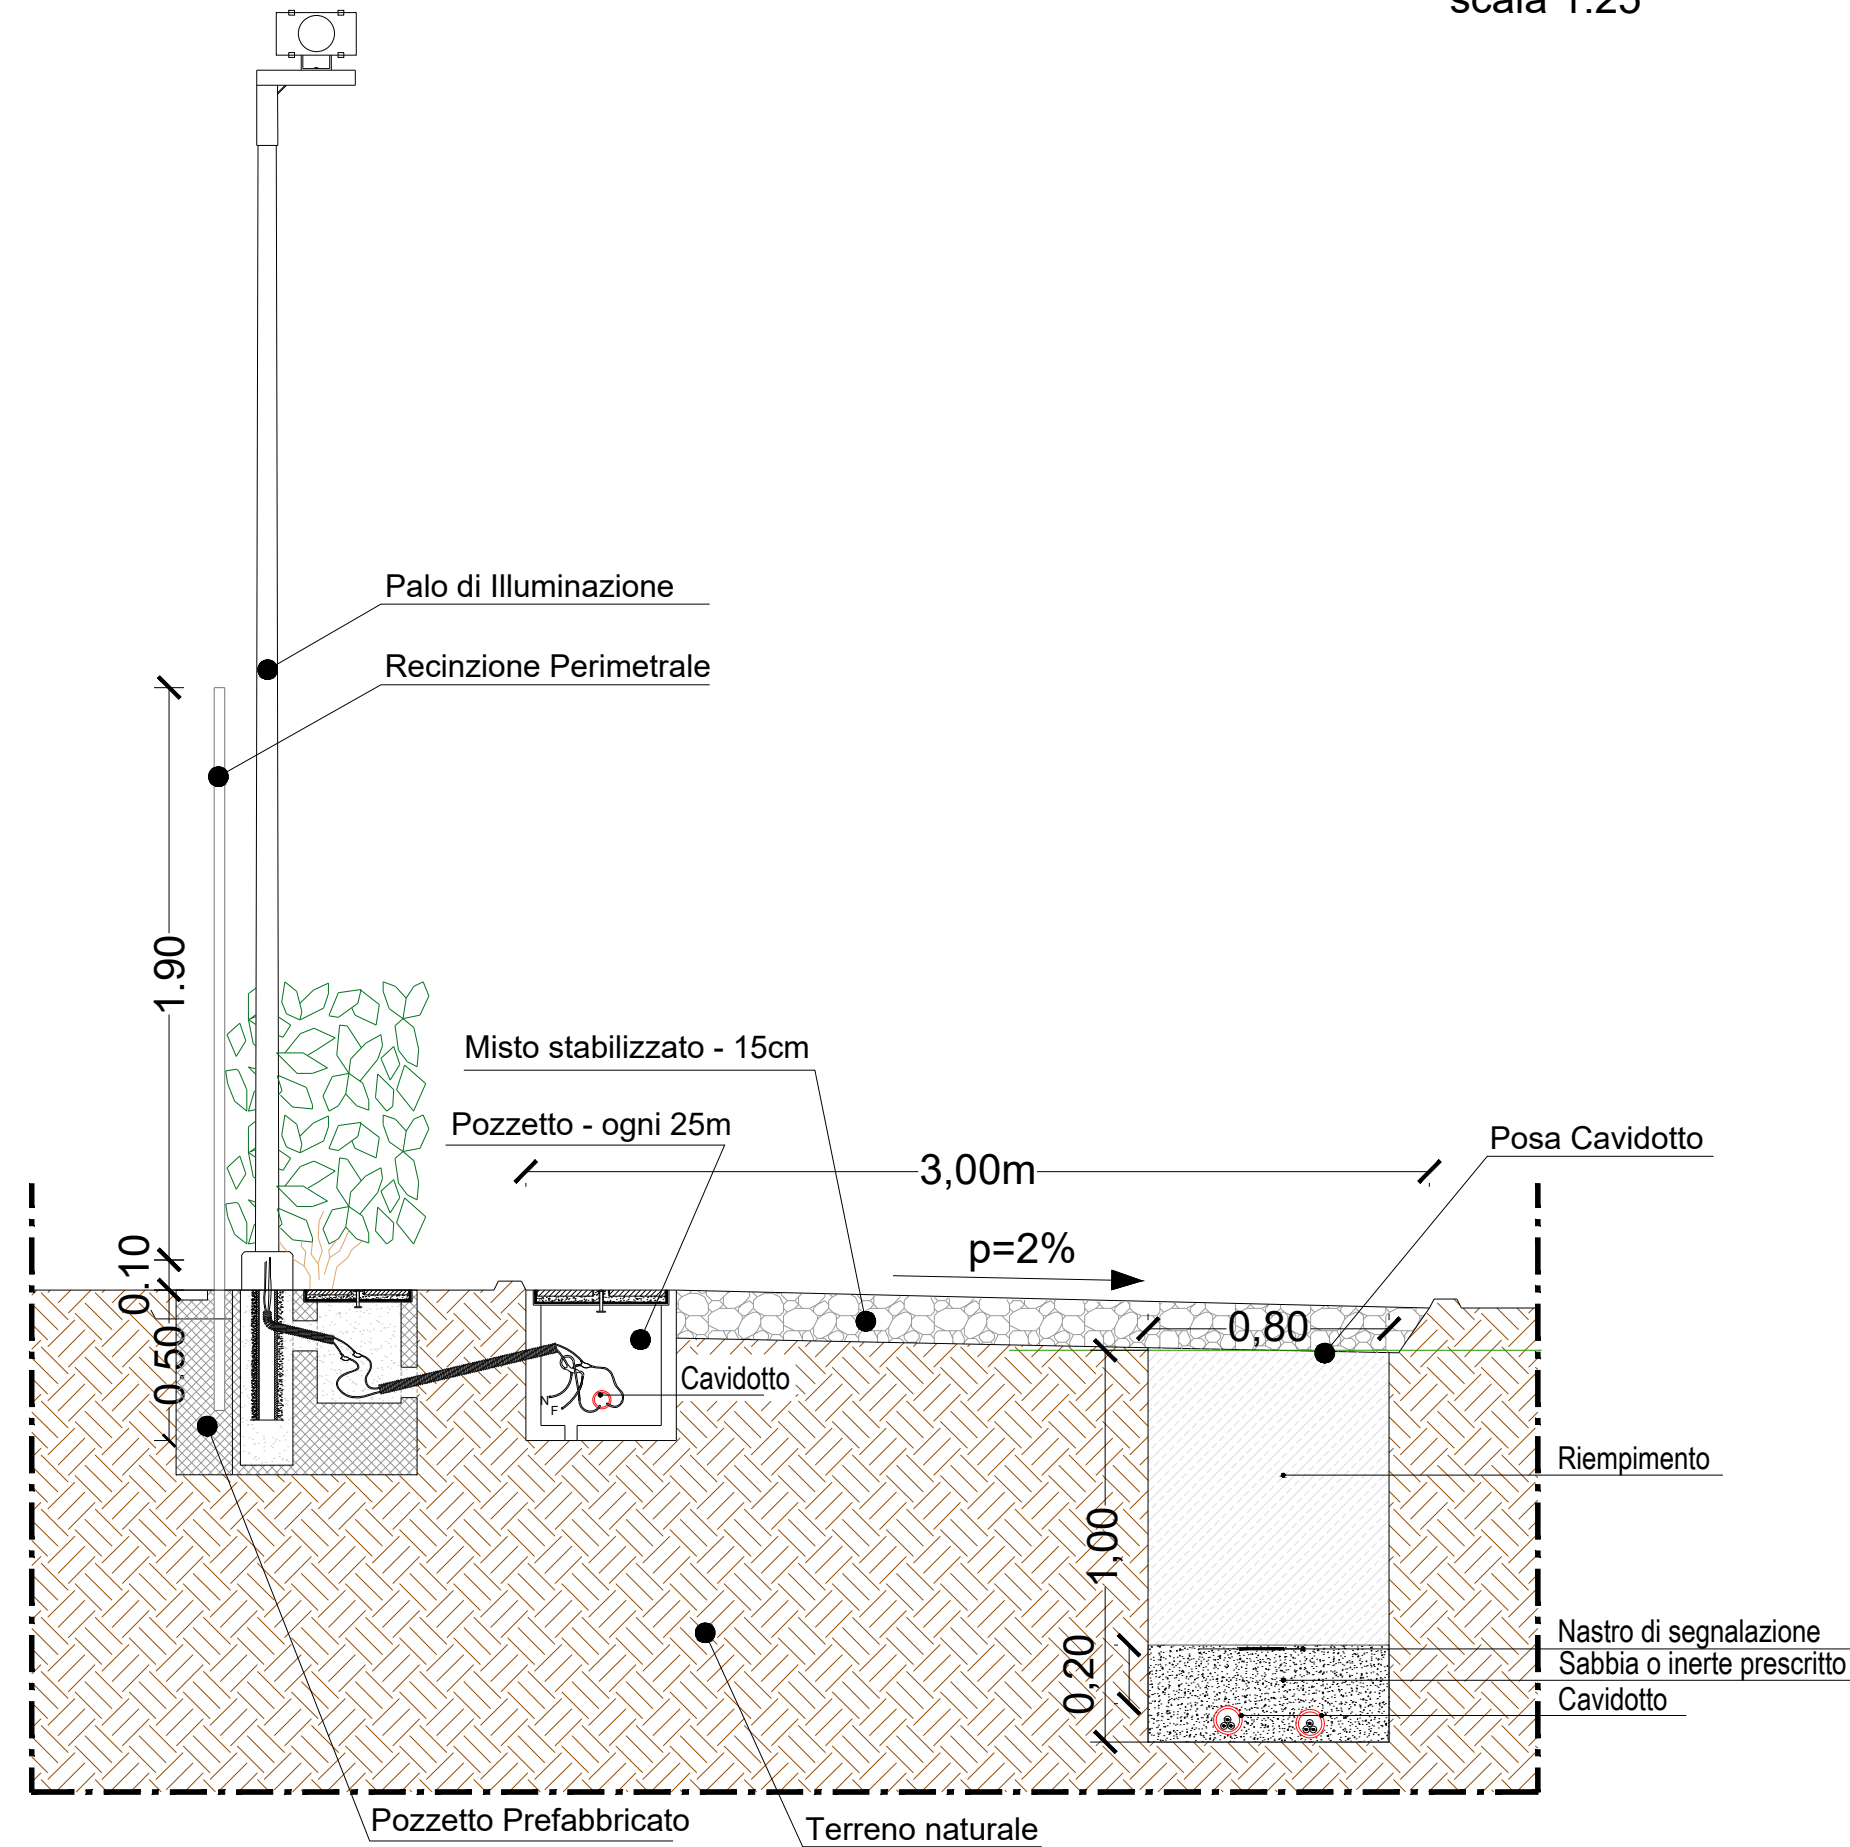 scala 1:25
Palo di Illuminazione
Recinzione Perimetrale
1.90
Misto stabilizzato - 15cm
Pozzetto - ogni 25m
Posa Cavidotto
3,00m
p=2%
0.10
0,80
0.50
Cavidotto
N
F
Riempimento
1,00
Nastro di segnalazione
0,20
Sabbia o inerte prescritto
Cavidotto
Pozzetto Prefabbricato
Terreno naturale